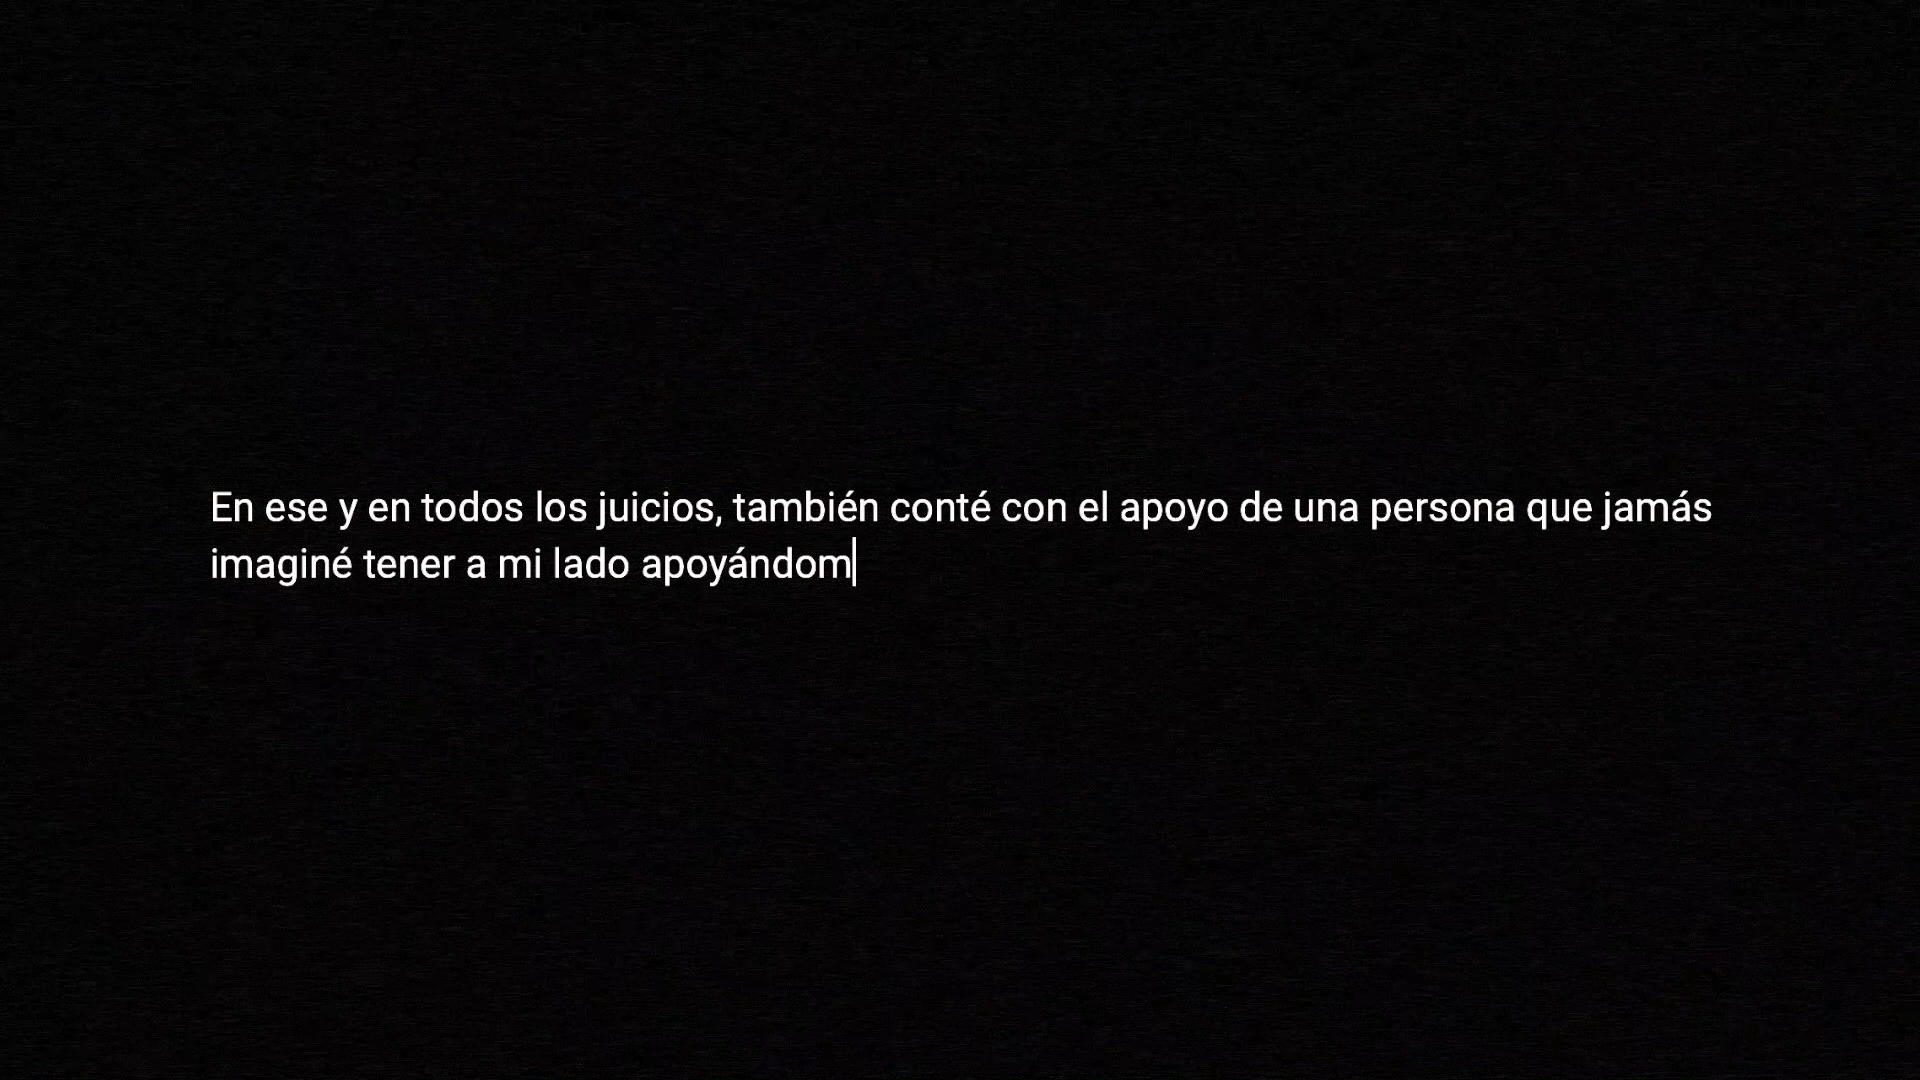 En ese y en todos los juicios, también conté con el apoyo de una persona que jamás
imaginé tener a mi lado apoyándom